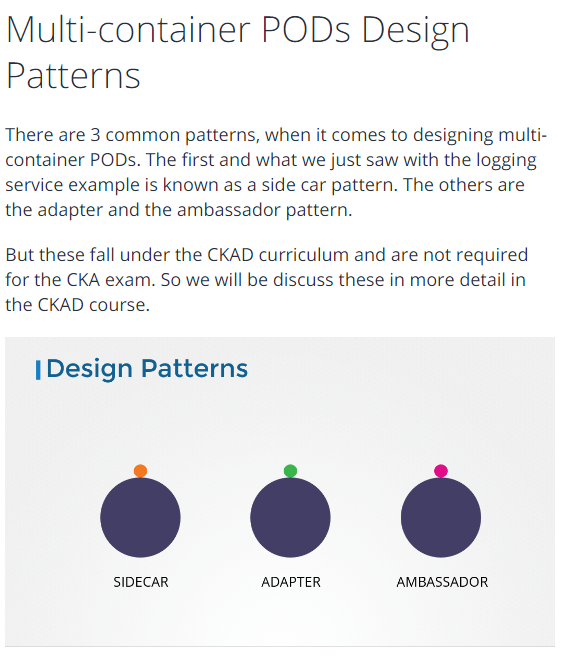 Multi-container PODs Design
Patterns
There are 3 common patterns, when it comes to designing multi-
container PODs. The first and what we just saw with the logging
service example is known as a side car pattern. The others are
the adapter and the ambassador pattern.
But these fall under the CKAD curriculum and are not required
for the CKA exam. So we will be discuss these in more detail in
the CKAD course.
Design Patterns
SIDECAR ADAPTER AMBASSADOR